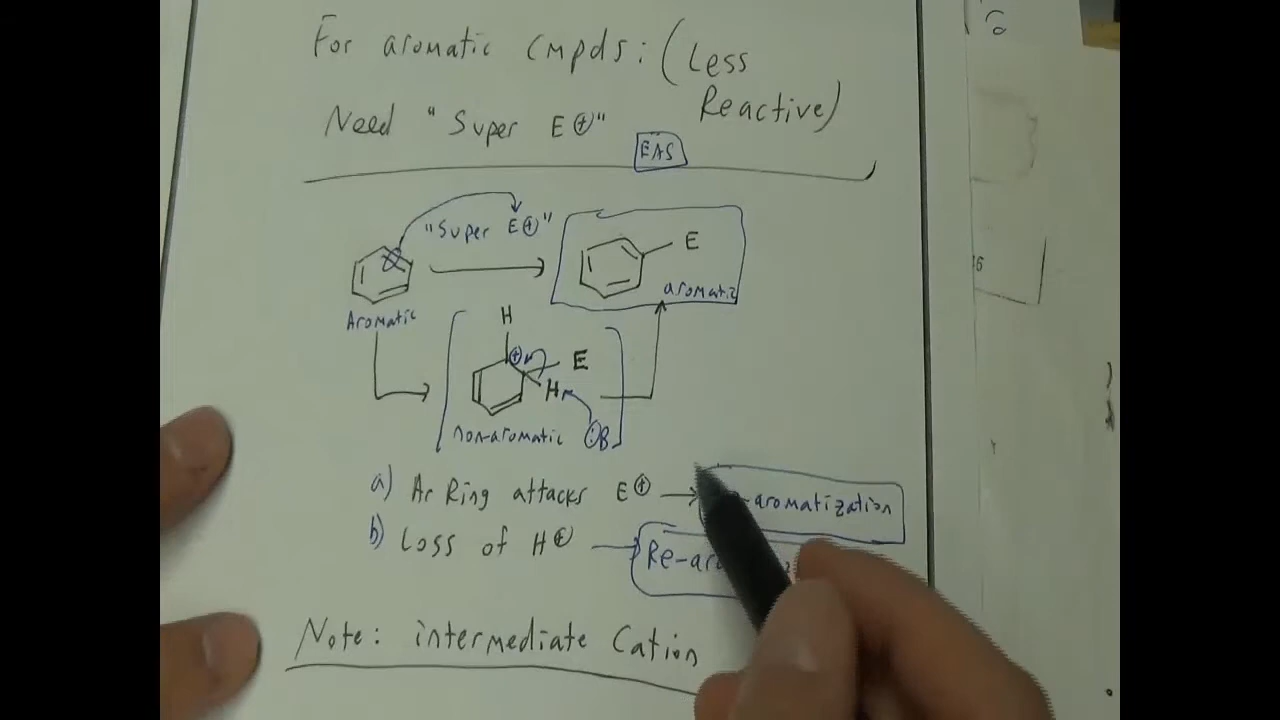 For aromatic cmpds: (Less
Reactive)
Need "Super E⊕"
EAS
"Super E⊕"
E
aromatic
Aromatic
H
⊕
E
H
non-aromatic :B
a) Ar Ring attacks E⊕ → -aromatization
b) Loss of H⊕ → Re-
Note: intermediate Cation